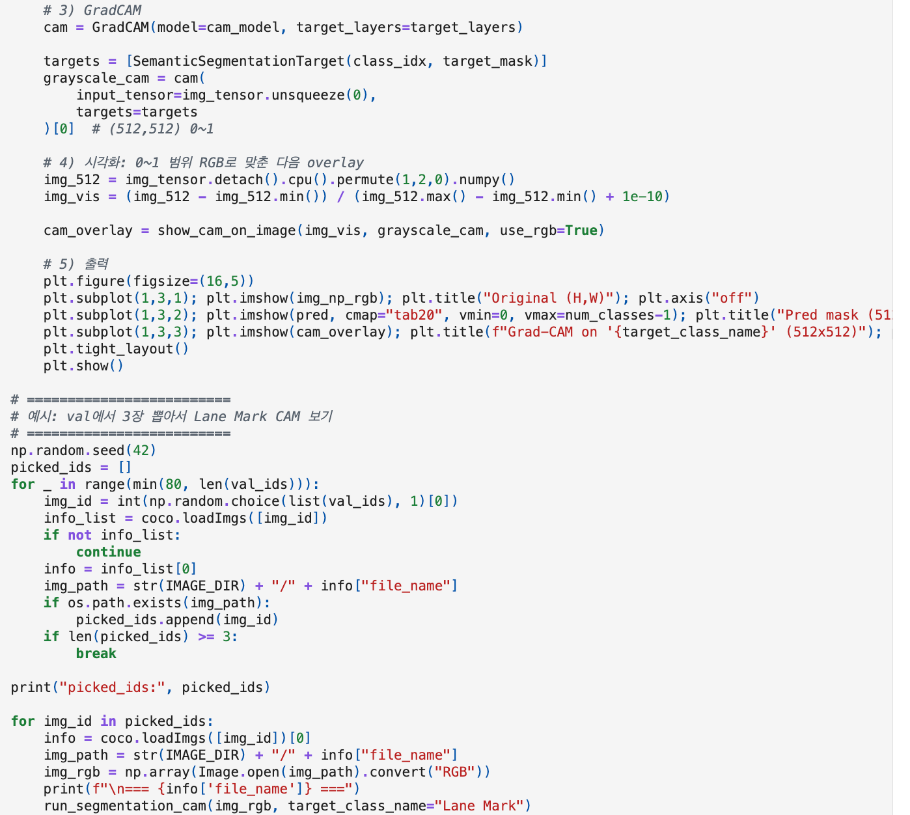 # 3) GradCAM
cam = GradCAM(model=cam_model, target_layers=target_layers)
targets = [SemanticSegmentationTarget(class_idx, target_mask)]
grayscale_cam = cam(
input_tensor=img_tensor.unsqueeze(0),
targets=targets
)[0]  # (512,512) 0~1
# 4) 시각화: 0~1 범위 RGB로 맞춘 다음 overlay
img_512 = img_tensor.detach().cpu().permute(1,2,0).numpy()
img_vis = (img_512 - img_512.min()) / (img_512.max() - img_512.min() + 1e-10)
cam_overlay = show_cam_on_image(img_vis, grayscale_cam, use_rgb=True)
# 5) 출력
plt.figure(figsize=(16,5))
plt.subplot(1,3,1); plt.imshow(img_np_rgb); plt.title("Original (H,W)"); plt.axis("off")
plt.subplot(1,3,2); plt.imshow(pred, cmap="tab20", vmin=0, vmax=num_classes-1); plt.title("Pred mask (51
plt.subplot(1,3,3); plt.imshow(cam_overlay); plt.title(f"Grad-CAM on '{target_class_name}' (512x512)");
plt.tight_layout()
plt.show()
# =========================
# 예시: val에서 3장 뽑아서 Lane Mark CAM 보기
# =========================
np.random.seed(42)
picked_ids = []
for _ in range(min(80, len(val_ids))):
img_id = int(np.random.choice(list(val_ids), 1)[0])
info_list = coco.loadImgs([img_id])
if not info_list:
continue
info = info_list[0]
img_path = str(IMAGE_DIR) + "/" + info["file_name"]
if os.path.exists(img_path):
picked_ids.append(img_id)
if len(picked_ids) >= 3:
break
print("picked_ids:", picked_ids)
for img_id in picked_ids:
info = coco.loadImgs([img_id])[0]
img_path = str(IMAGE_DIR) + "/" + info["file_name"]
img_rgb = np.array(Image.open(img_path).convert("RGB"))
print(f"\n=== {info['file_name']} ===")
run_segmentation_cam(img_rgb, target_class_name="Lane Mark")